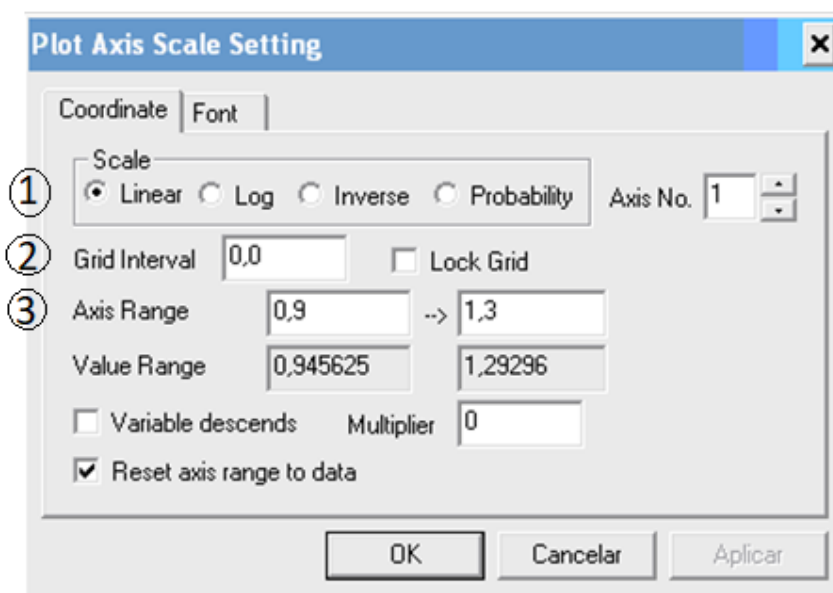 Plot Axis Scale Setting
Coordinate Font
Scale
① Linear Log Inverse Probability Axis No. 1
② Grid Interval 0,0 Lock Grid
③ Axis Range 0,9 --> 1,3
Value Range 0,945625 1,29296
Variable descends Multiplier 0
Reset axis range to data
OK Cancelar Aplicar